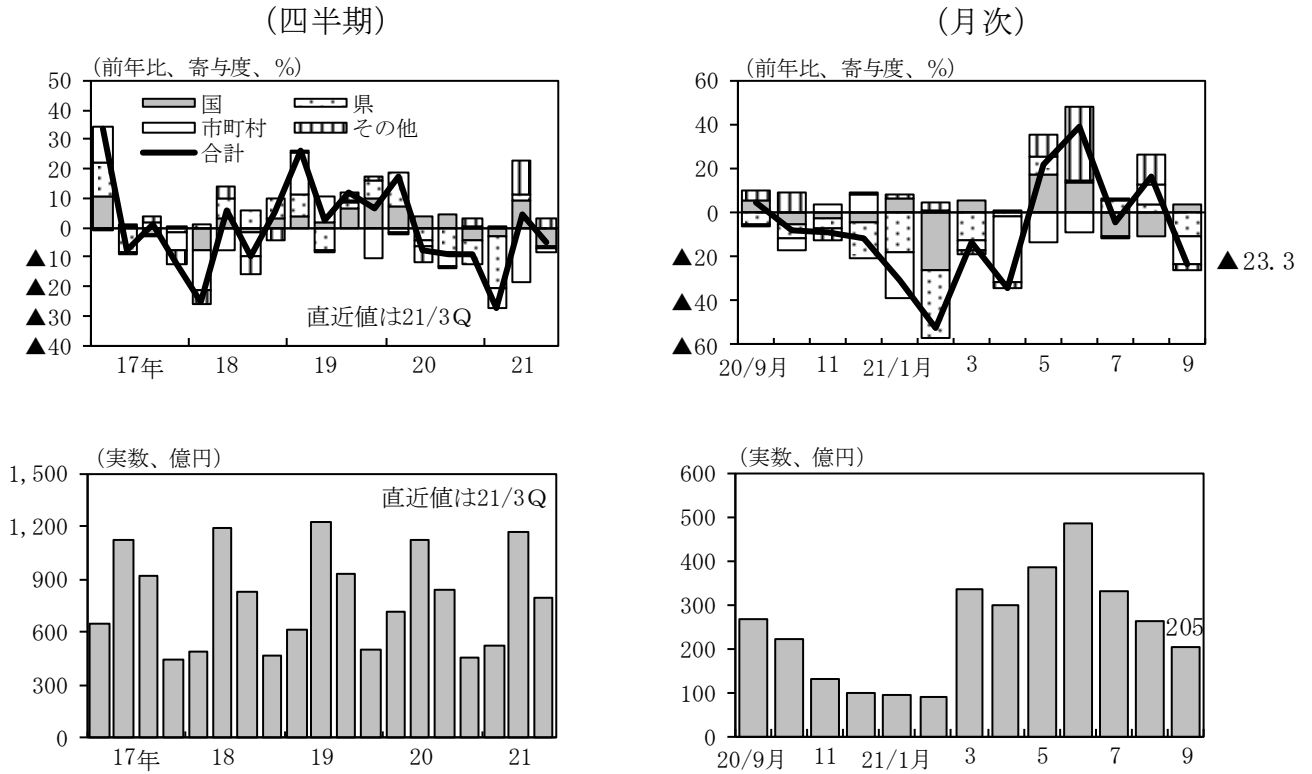 (四半期)
(前年比、寄与度、%)
50
40
30
20
10
0
▲10
▲20
▲30
▲40
国
県
市町村
その他
合計
直近値は21/3Q
17年 18 19 20 21
(月次)
(前年比、寄与度、%)
60
40
20
0
▲20
▲40
▲60
▲23.3
20/9月 11 21/1月 3 5 7 9
(実数、億円)
1,500
1,200
900
600
300
0
直近値は21/3Q
17年 18 19 20 21
(実数、億円)
600
500
400
300
200
100
0
205
20/9月 11 21/1月 3 5 7 9